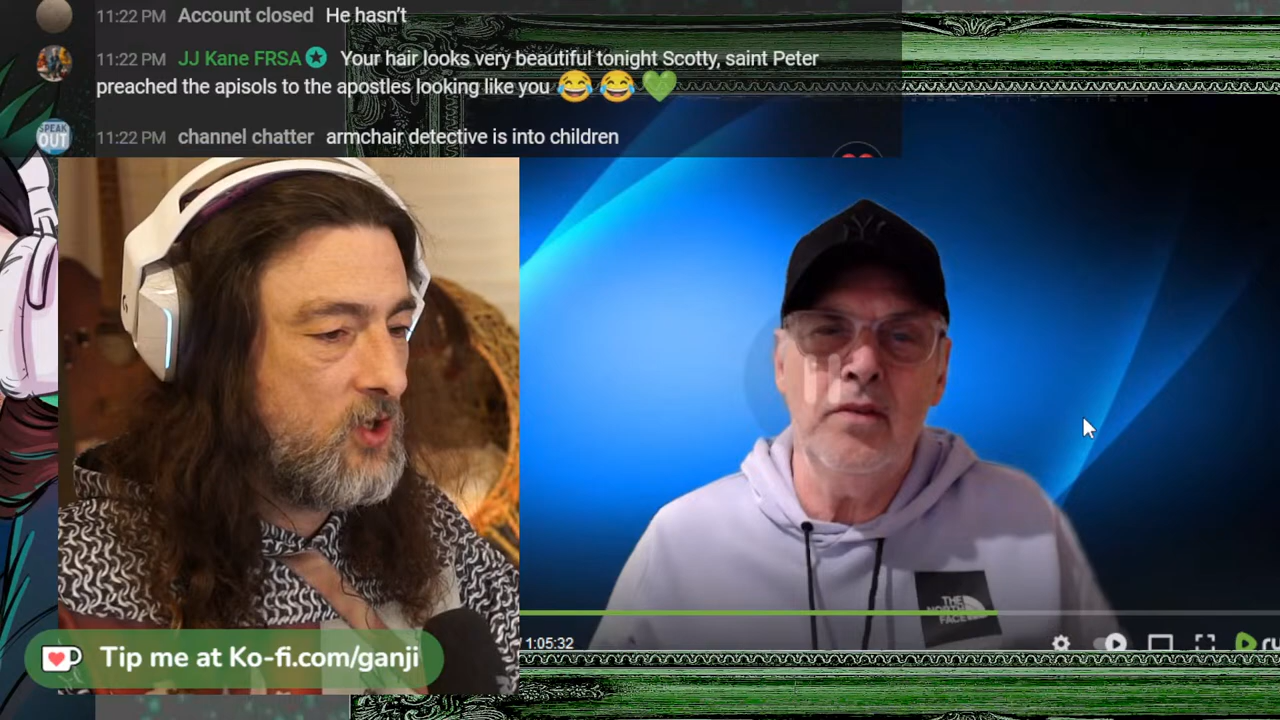 11:22 PM Account closed He hasn't
11:22 PM JJ Kane FRSA Your hair looks very beautiful tonight Scotty, saint Peter
preached the apisols to the apostles looking like you 😂 😂 💚
SPEAK OUT
11:22 PM channel chatter armchair detective is into children
THE NORTH FACE
1:05:32
Tip me at Ko-fi.com/ganji